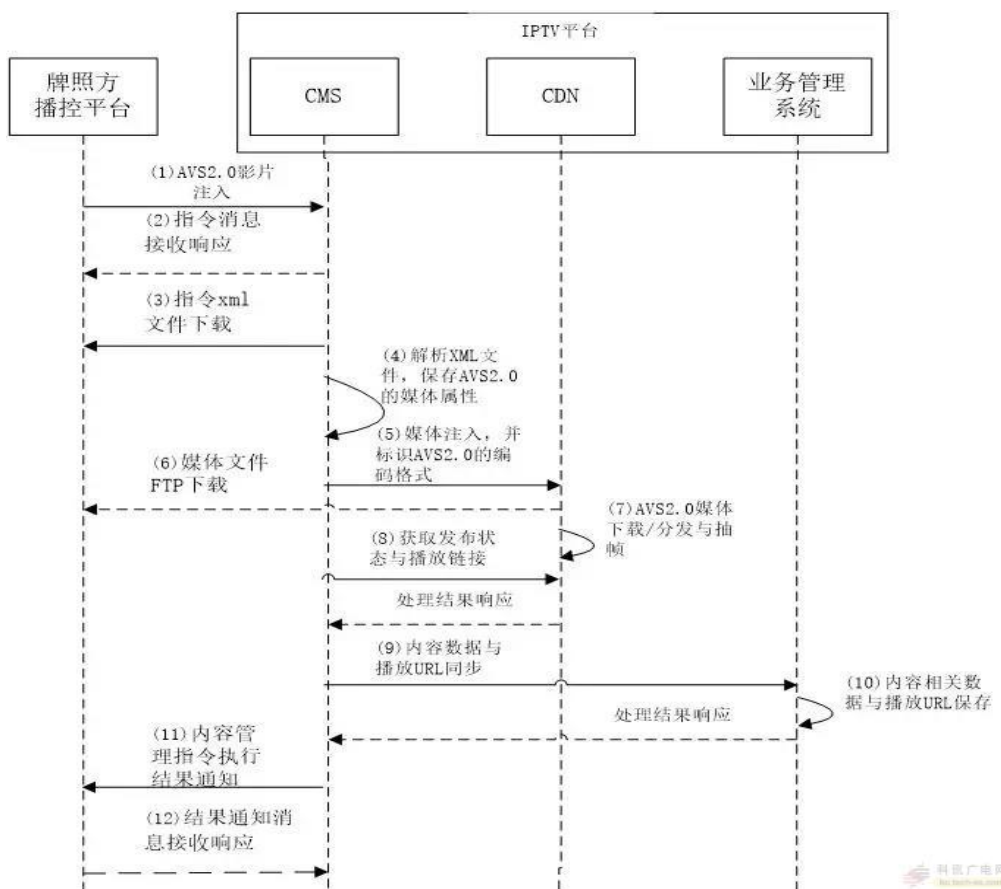 IPTV平台
牌照方
播控平台
CMS
CDN
业务管理
系统
(1)AVS2.0影片
注入
(2)指令消息
接收响应
(3)指令xml
文件下载
(4)解析XML文
件，保存AVS2.0
的媒体属性
(5)媒体注入，并
标识AVS2.0的编
码格式
(6)媒体文件
FTP下载
(7)AVS2.0媒体
下载/分发与抽
帧
(8)获取发布状
态与播放链接
处理结果响应
(9)内容数据与
播放URL同步
(10)内容相关数
据与播放URL保存
处理结果响应
(11)内容管
理指令执行
结果通知
(12)结果通知消
息接收响应
科讯广电网